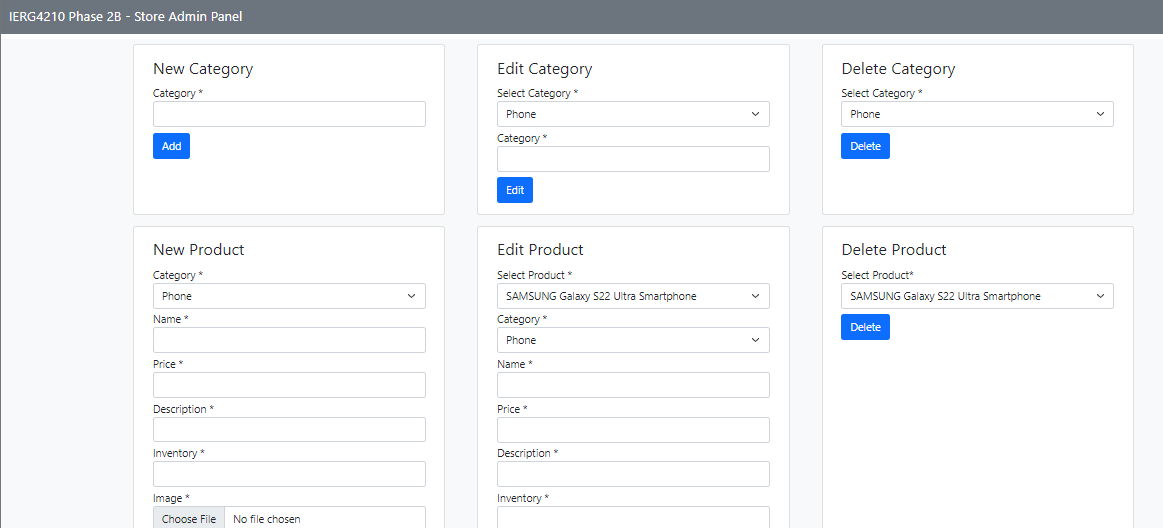 IERG4210 Phase 2B - Store Admin Panel
New Category
Category *
Add
Edit Category
Select Category *
Phone
Category *
Edit
Delete Category
Select Category *
Phone
Delete
New Product
Category *
Phone
Name *
Price *
Description *
Inventory *
Image *
Choose File No file chosen
Edit Product
Select Product *
SAMSUNG Galaxy S22 Ultra Smartphone
Category *
Phone
Name *
Price *
Description *
Inventory *
Delete Product
Select Product*
SAMSUNG Galaxy S22 Ultra Smartphone
Delete